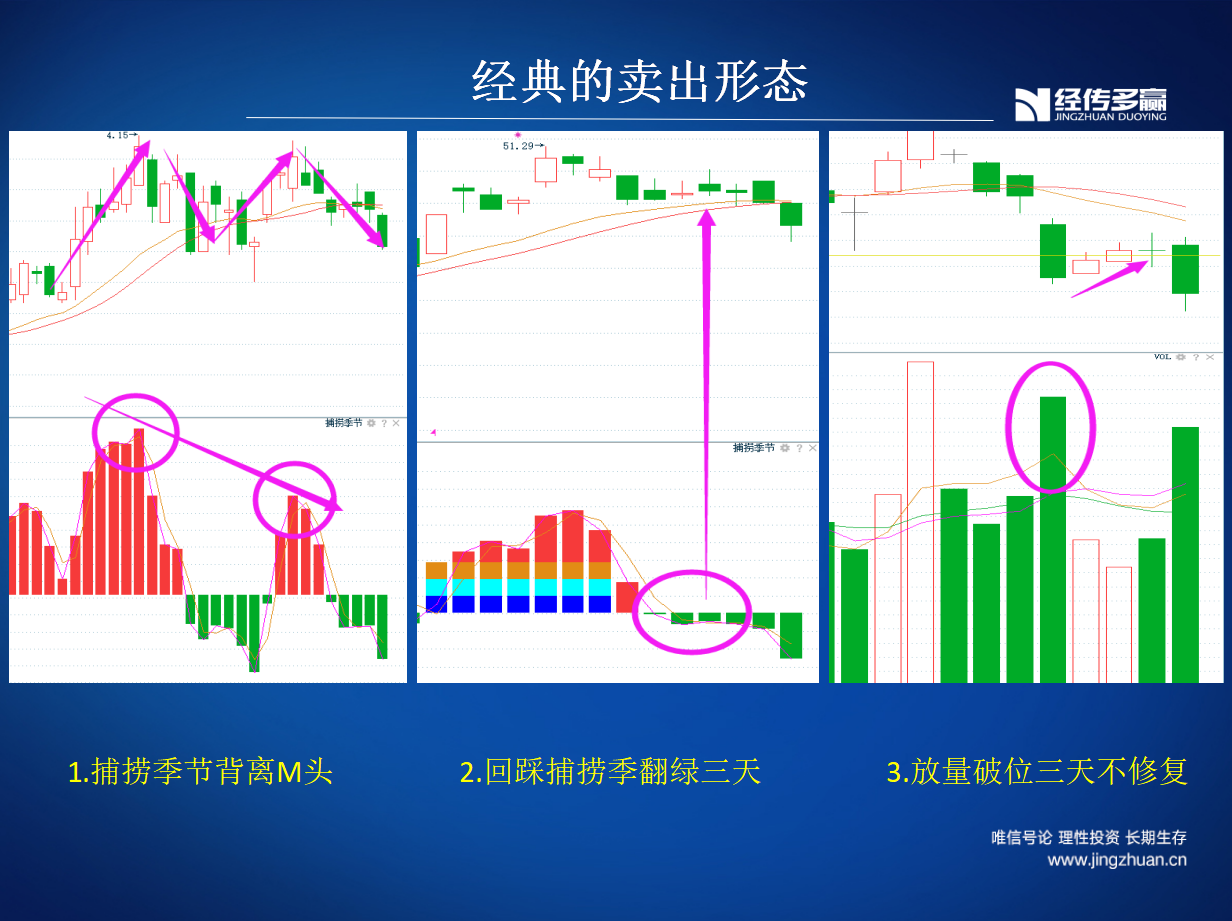 经典的卖出形态
经传多赢
JINGZHUAN DUOYING
4.15→
捕捞季节 ? ×
51.29→
捕捞季节 ? ×
VOL ? ×
1.捕捞季节背离M头
2.回踩捕捞季翻绿三天
3.放量破位三天不修复
唯信号论 理性投资 长期生存
www.jingzhuan.cn